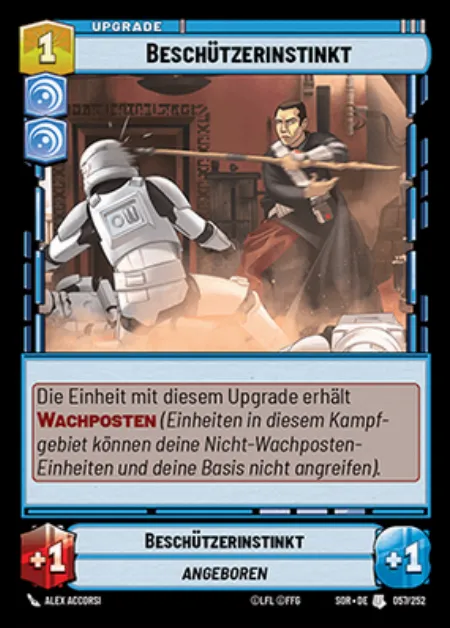 UPGRADE
1
BESCHÜTZERINSTINKT
Die Einheit mit diesem Upgrade erhält
WACHPOSTEN (Einheiten in diesem Kampf-
gebiet können deine Nicht-Wachposten-
Einheiten und deine Basis nicht angreifen).
+1
BESCHÜTZERINSTINKT
+1
ANGEBOREN
ALEX ACCORSI
©LFL ©FFG
SOR • DE
057/252